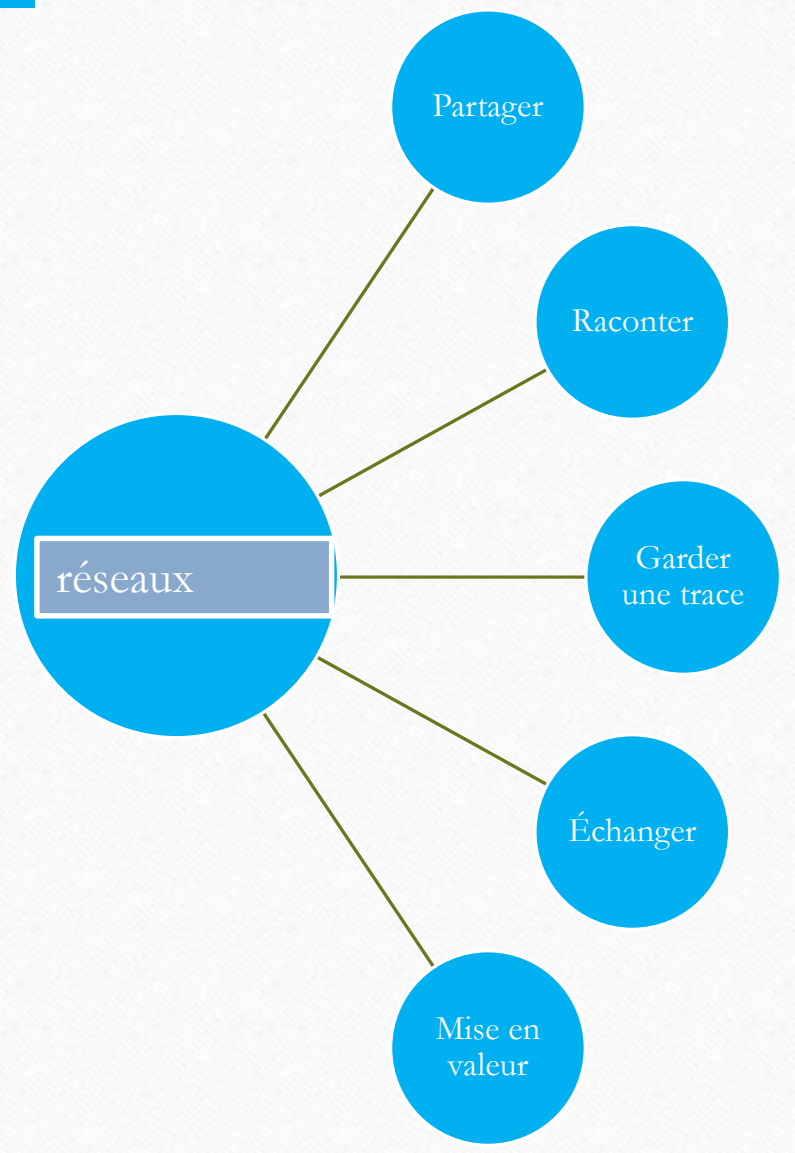 Partager
Raconter
réseaux
Garder
une trace
Échanger
Mise en
valeur